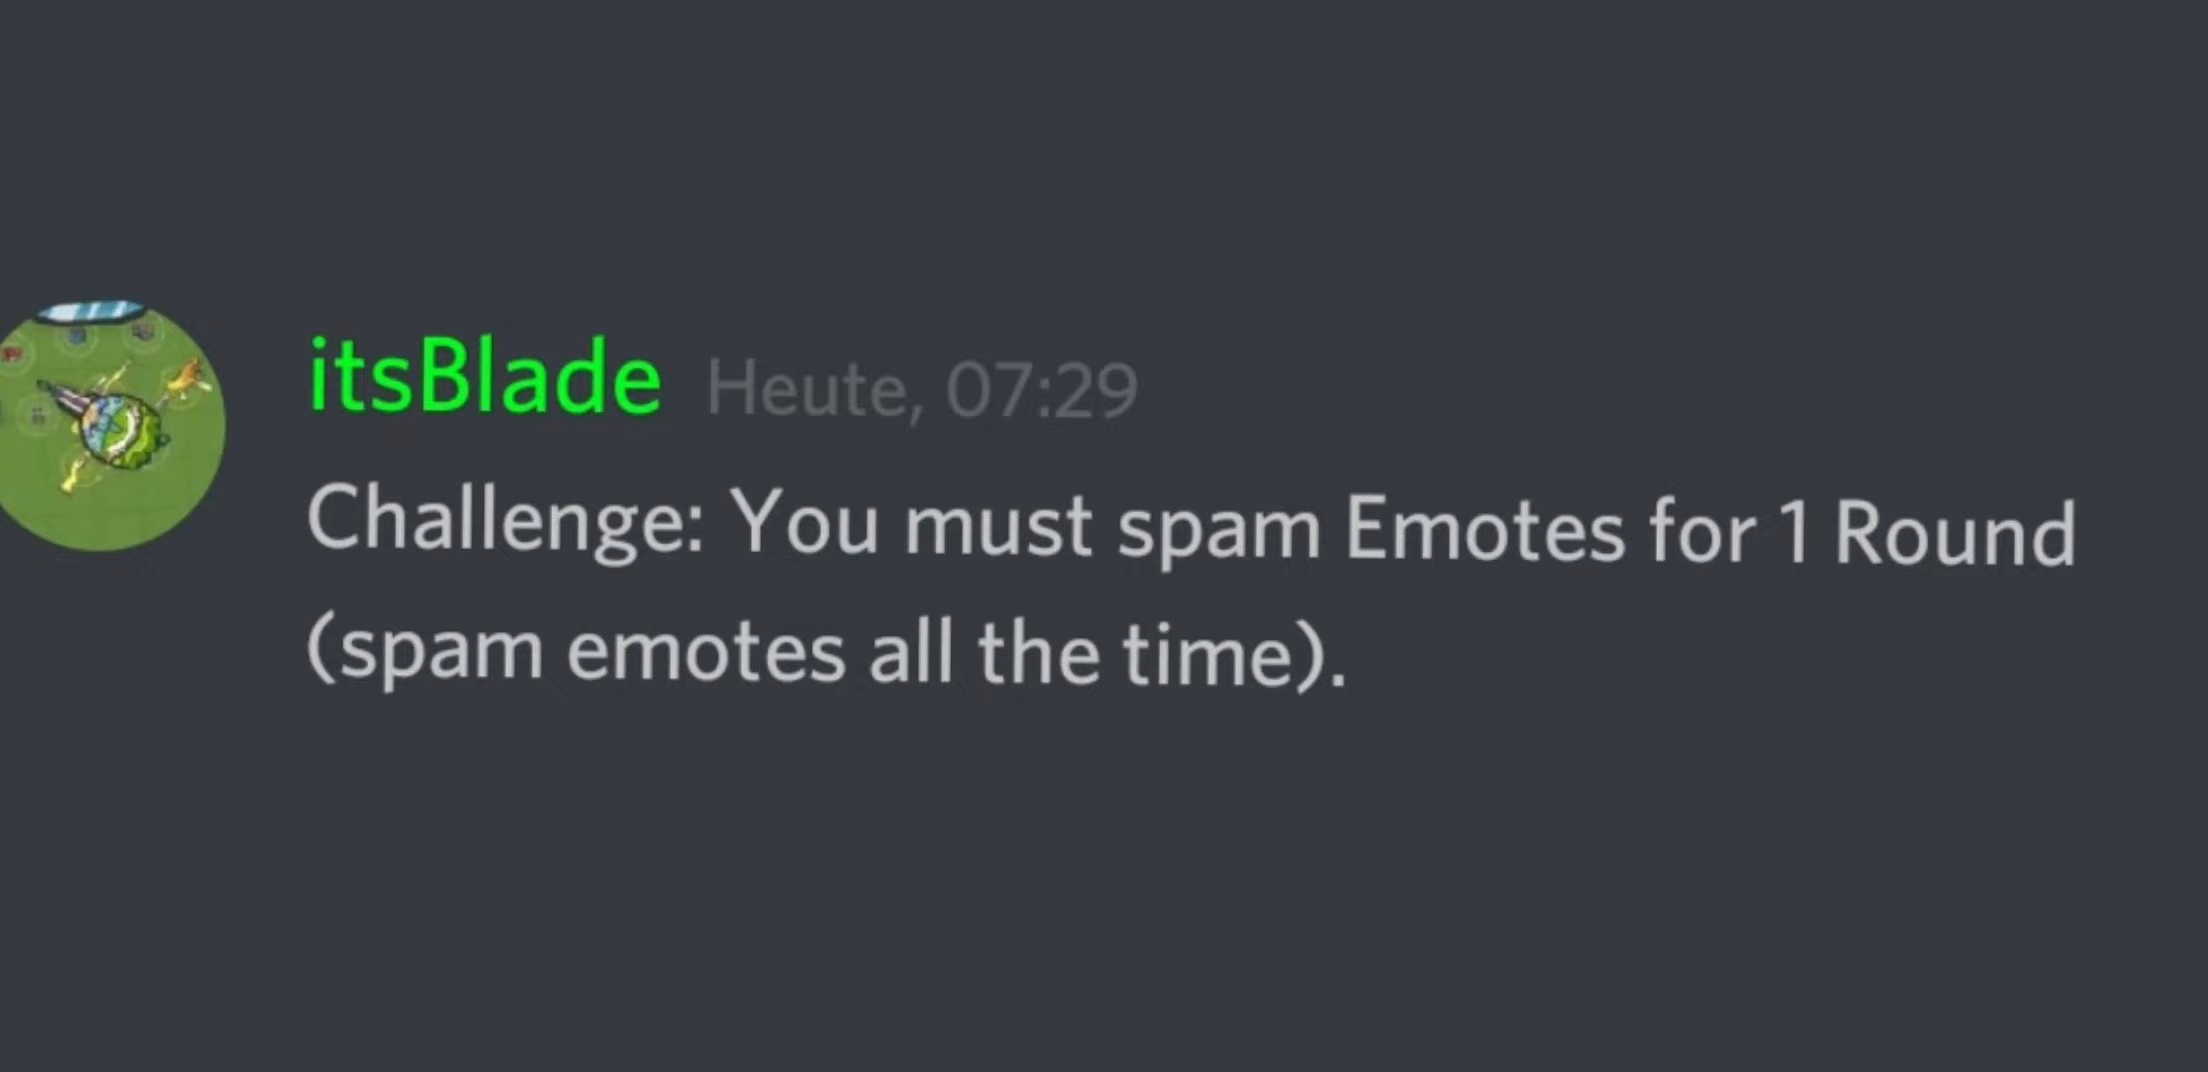 itsBlade Heute, 07:29
Challenge: You must spam Emotes for 1 Round
(spam emotes all the time).